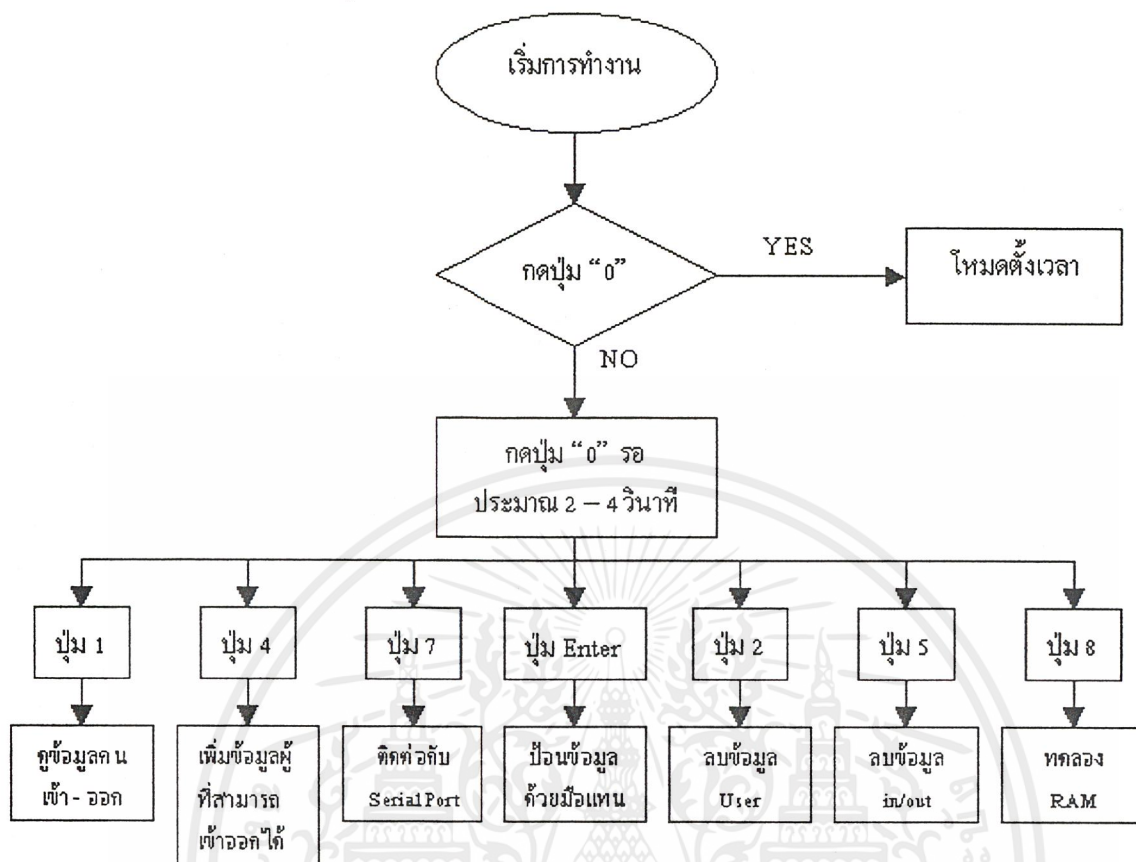 เริ่มการทำงาน
กดปุ่ม “0”
YES
โหมดตั้งเวลา
NO
กดปุ่ม “0” รอ
ประมาณ 2 – 4 วินาที
ปุ่ม 1
ปุ่ม 4
ปุ่ม 7
ปุ่ม Enter
ปุ่ม 2
ปุ่ม 5
ปุ่ม 8
ดูข้อมูลคน
เข้า - ออก
เพิ่มข้อมูลผู้
ที่สามารถ
เข้าออกได้
ติดต่อกับ
SerialPort
ป้อนข้อมูล
ด้วยมือแทน
ลบข้อมูล
User
ลบข้อมูล
in/out
ทดลอง
RAM